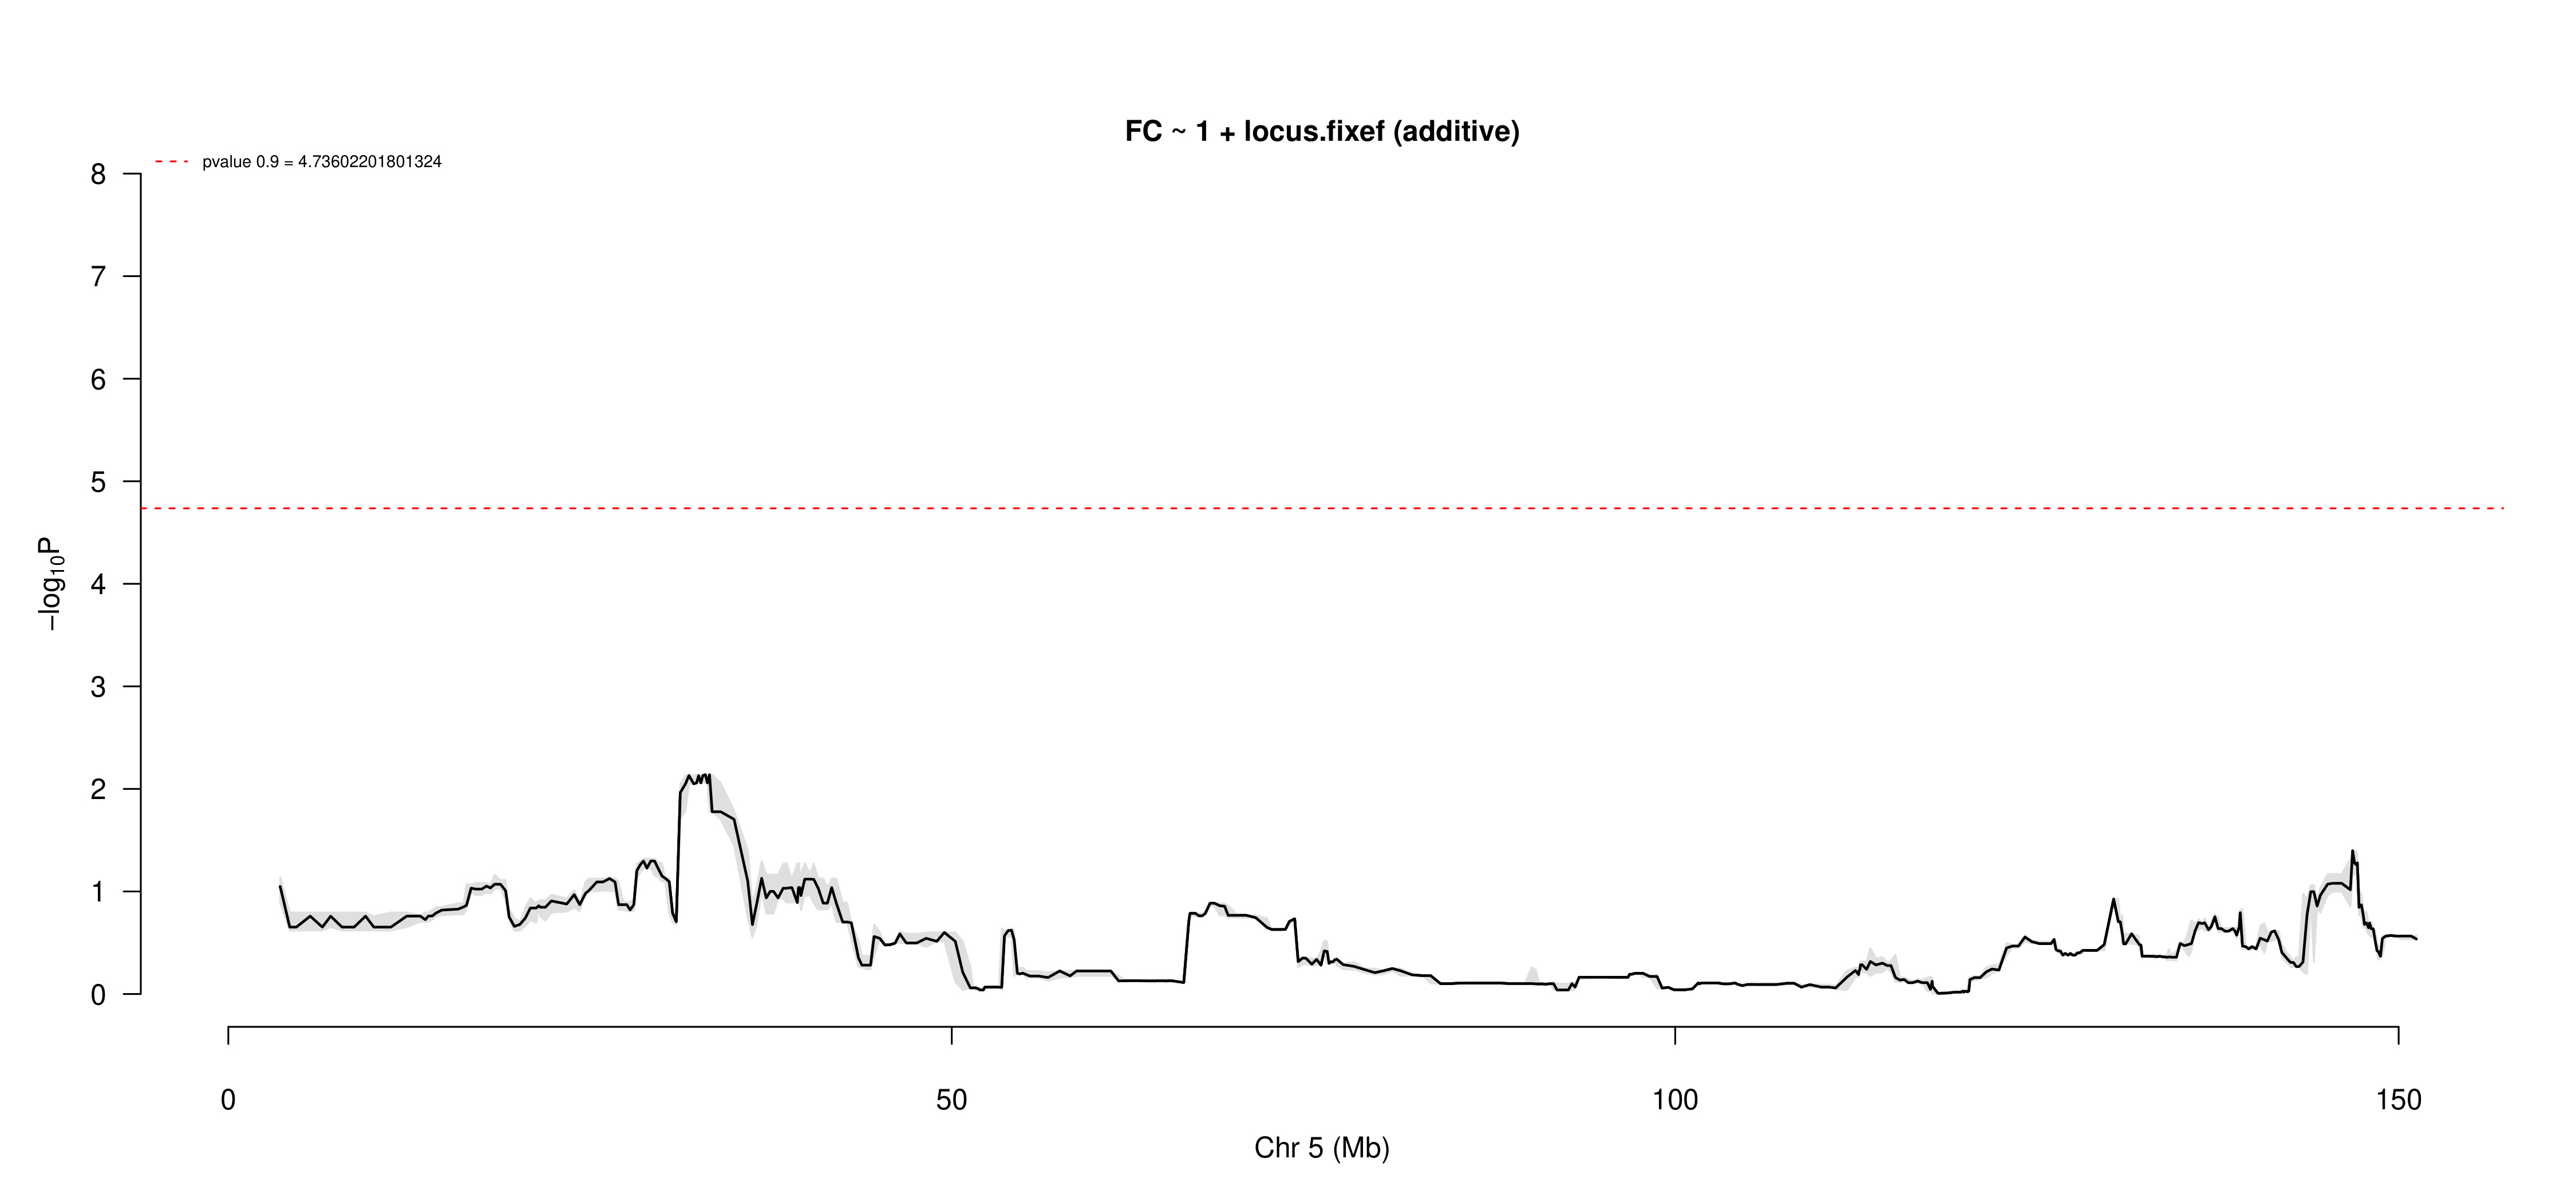 FC ~ 1 + locus.fixef (additive)
pvalue 0.9 = 4.73602201801324
8
7
6
5
4
3
2
1
0
−log10P
0 50 100 150
Chr 5 (Mb)